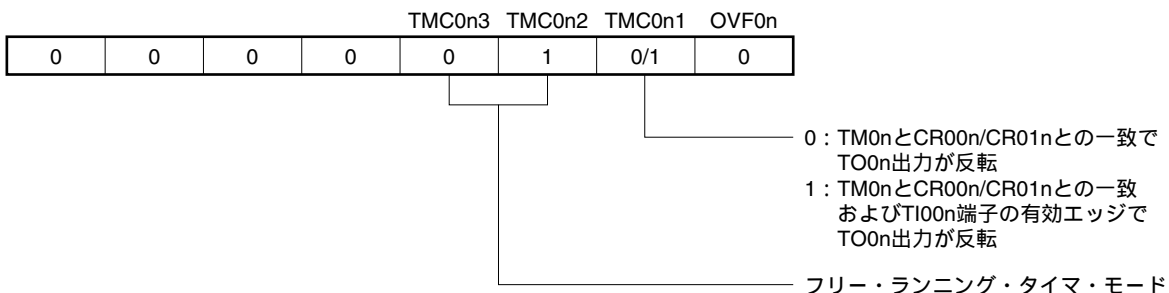 TMC0n3 TMC0n2 TMC0n1 OVF0n
0 0 0 0 0 1 0/1 0
0：TM0nとCR00n/CR01nとの一致で
TO0n出力が反転
1：TM0nとCR00n/CR01nとの一致
およびTI00n端子の有効エッジで
TO0n出力が反転
フリー・ランニング・タイマ・モード